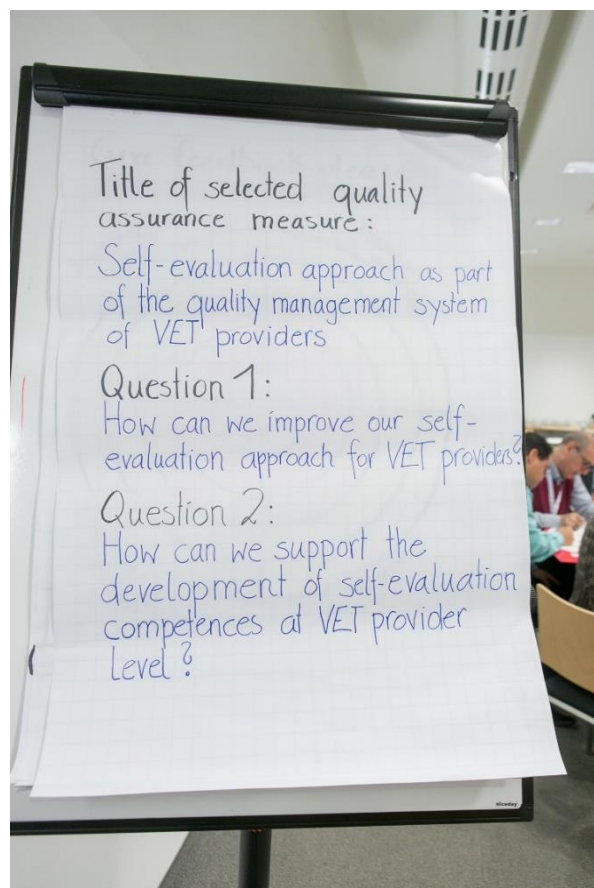 Title of selected quality
assurance measure:
Self-evaluation approach as part
of the quality management system
of VET providers
Question 1:
How can we improve our self-
evaluation approach for VET providers?
Question 2:
How can we support the
development of self-evaluation
competences at VET provider
level?
niceday